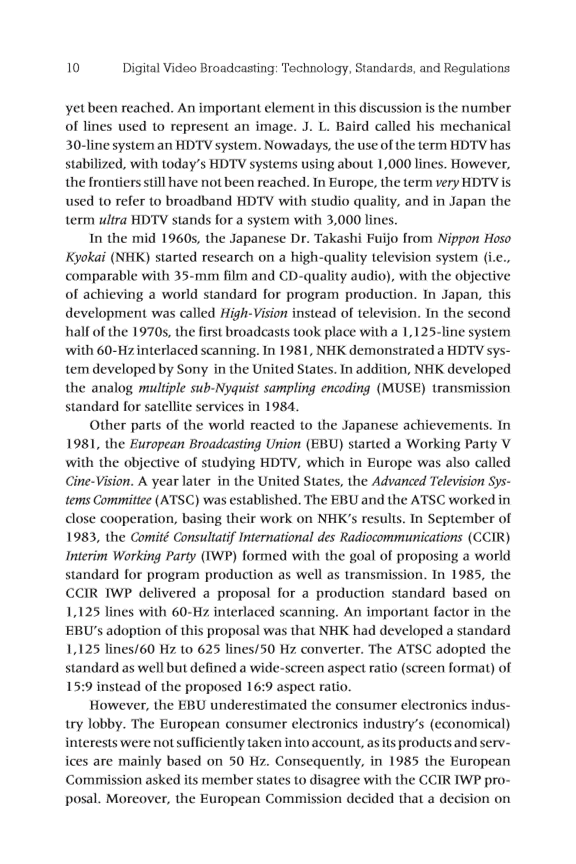 10 Digital Video Broadcasting: Technology, Standards, and Regulations
yet been reached. An important element in this discussion is the number
of lines used to represent an image. J. L. Baird called his mechanical
30-line system an HDTV system. Nowadays, the use of the term HDTV has
stabilized, with today's HDTV systems using about 1,000 lines. However,
the frontiers still have not been reached. In Europe, the term very HDTV is
used to refer to broadband HDTV with studio quality, and in Japan the
term ultra HDTV stands for a system with 3,000 lines.
In the mid 1960s, the Japanese Dr. Takashi Fuijo from Nippon Hoso
Kyokai (NHK) started research on a high-quality television system (i.e.,
comparable with 35-mm film and CD-quality audio), with the objective
of achieving a world standard for program production. In Japan, this
development was called High-Vision instead of television. In the second
half of the 1970s, the first broadcasts took place with a 1,125-line system
with 60-Hz interlaced scanning. In 1981, NHK demonstrated a HDTV sys-
tem developed by Sony in the United States. In addition, NHK developed
the analog multiple sub-Nyquist sampling encoding (MUSE) transmission
standard for satellite services in 1984.
Other parts of the world reacted to the Japanese achievements. In
1981, the European Broadcasting Union (EBU) started a Working Party V
with the objective of studying HDTV, which in Europe was also called
Cine-Vision. A year later in the United States, the Advanced Television Sys-
tems Committee (ATSC) was established. The EBU and the ATSC worked in
close cooperation, basing their work on NHK's results. In September of
1983, the Comité Consultatif International des Radiocommunications (CCIR)
Interim Working Party (IWP) formed with the goal of proposing a world
standard for program production as well as transmission. In 1985, the
CCIR IWP delivered a proposal for a production standard based on
1,125 lines with 60-Hz interlaced scanning. An important factor in the
EBU's adoption of this proposal was that NHK had developed a standard
1,125 lines/60 Hz to 625 lines/50 Hz converter. The ATSC adopted the
standard as well but defined a wide-screen aspect ratio (screen format) of
15:9 instead of the proposed 16:9 aspect ratio.
However, the EBU underestimated the consumer electronics indus-
try lobby. The European consumer electronics industry's (economical)
interests were not sufficiently taken into account, as its products and serv-
ices are mainly based on 50 Hz. Consequently, in 1985 the European
Commission asked its member states to disagree with the CCIR IWP pro-
posal. Moreover, the European Commission decided that a decision on